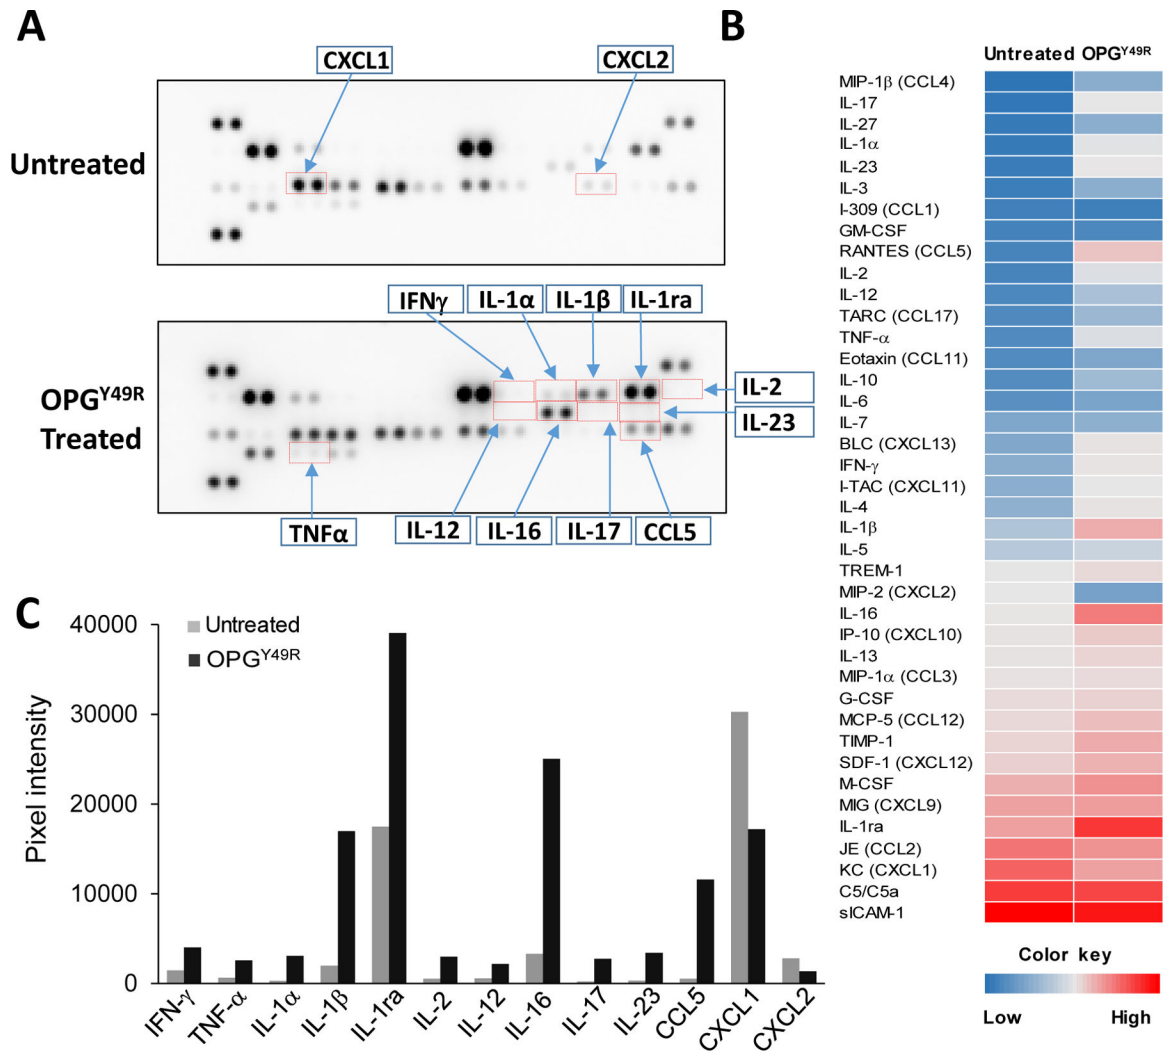 A
CXCL1
CXCL2
Untreated
IFNγ
IL-1α
IL-1β
IL-1ra
OPGY49R
Treated
IL-2
IL-23
TNFα
IL-12
IL-16
IL-17
CCL5
B
Untreated OPGY49R
MIP-1β (CCL4)
IL-17
IL-27
IL-1α
IL-23
IL-3
I-309 (CCL1)
GM-CSF
RANTES (CCL5)
IL-2
IL-12
TARC (CCL17)
TNF-α
Eotaxin (CCL11)
IL-10
IL-6
IL-7
BLC (CXCL13)
IFN-γ
I-TAC (CXCL11)
IL-4
IL-1β
IL-5
TREM-1
MIP-2 (CXCL2)
IL-16
IP-10 (CXCL10)
IL-13
MIP-1α (CCL3)
G-CSF
MCP-5 (CCL12)
TIMP-1
SDF-1 (CXCL12)
M-CSF
MIG (CXCL9)
IL-1ra
JE (CCL2)
KC (CXCL1)
C5/C5a
sICAM-1
Color key
Low High
C
Untreated
OPGY49R
Pixel intensity
40000
30000
20000
10000
0
IFN-γ
TNF-α
IL-1α
IL-1β
IL-1ra
IL-2
IL-12
IL-16
IL-17
IL-23
CCL5
CXCL1
CXCL2